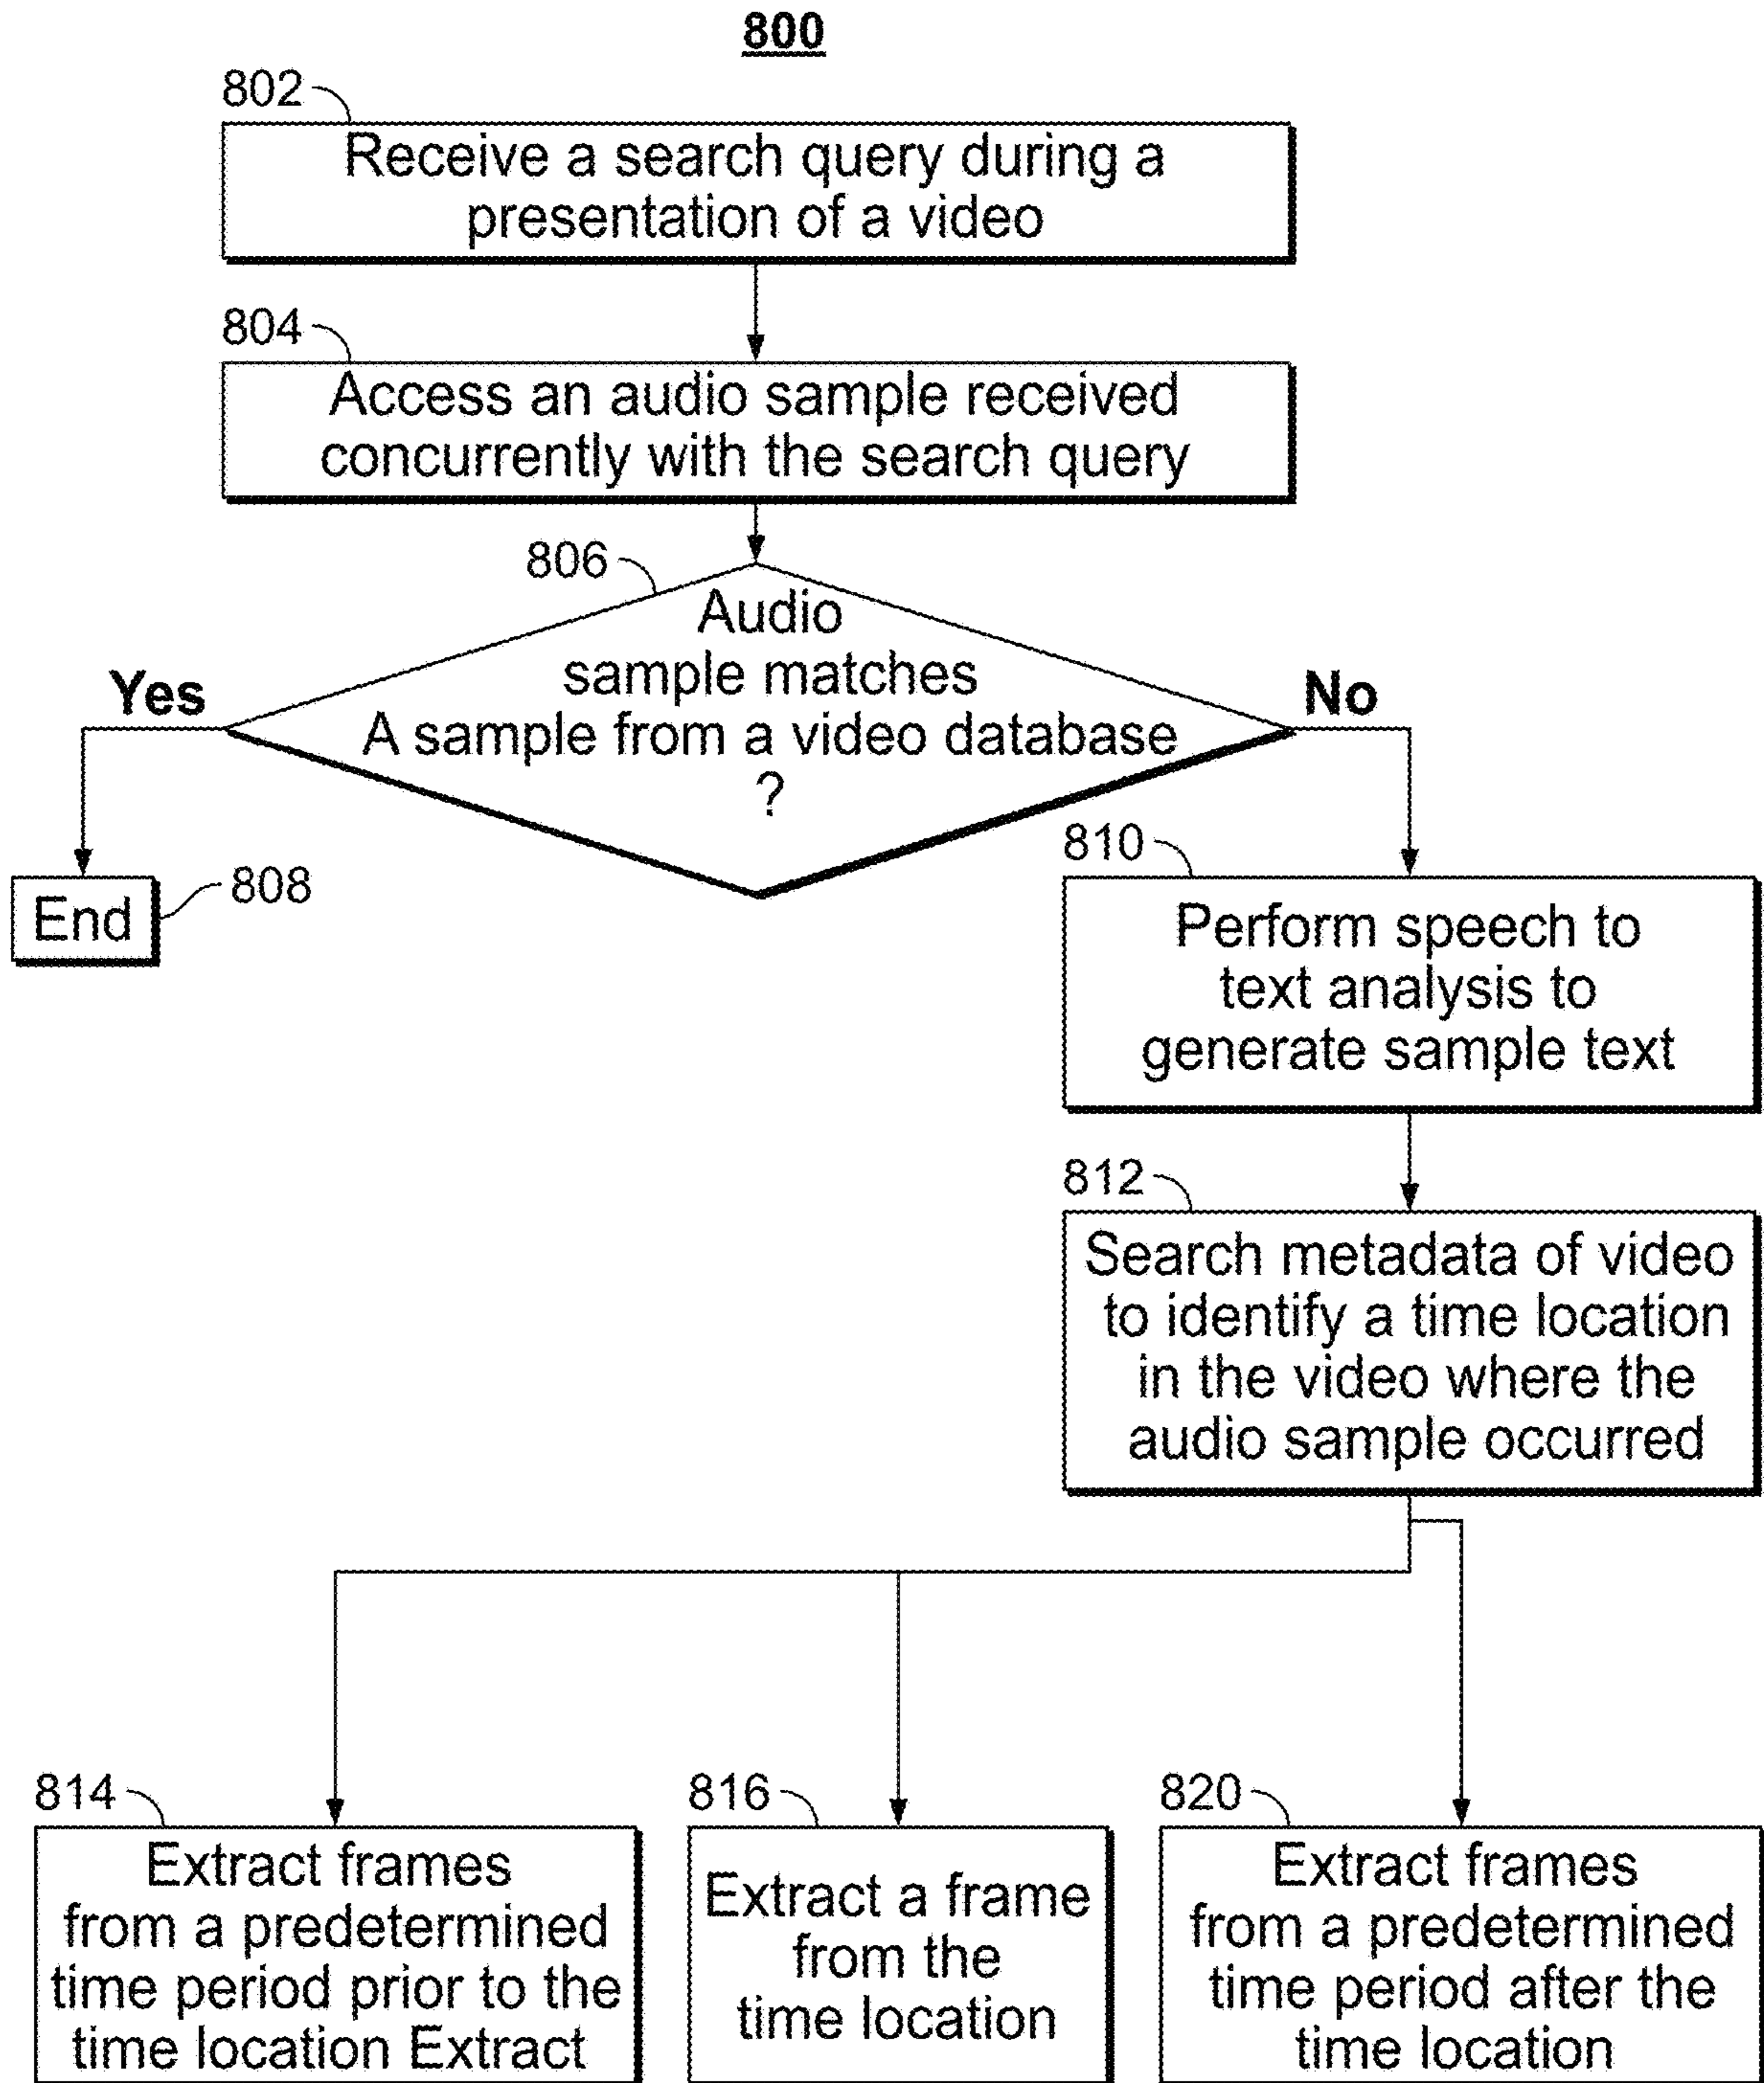 800
802
Receive a search query during a
presentation of a video
804
Access an audio sample received
concurrently with the search query
806
Audio
sample matches
A sample from a video database
?
Yes
No
808
End
810
Perform speech to
text analysis to
generate sample text
812
Search metadata of video
to identify a time location
in the video where the
audio sample occurred
814
Extract frames
from a predetermined
time period prior to the
time location Extract
816
Extract a frame
from the
time location
820
Extract frames
from a predetermined
time period after the
time location